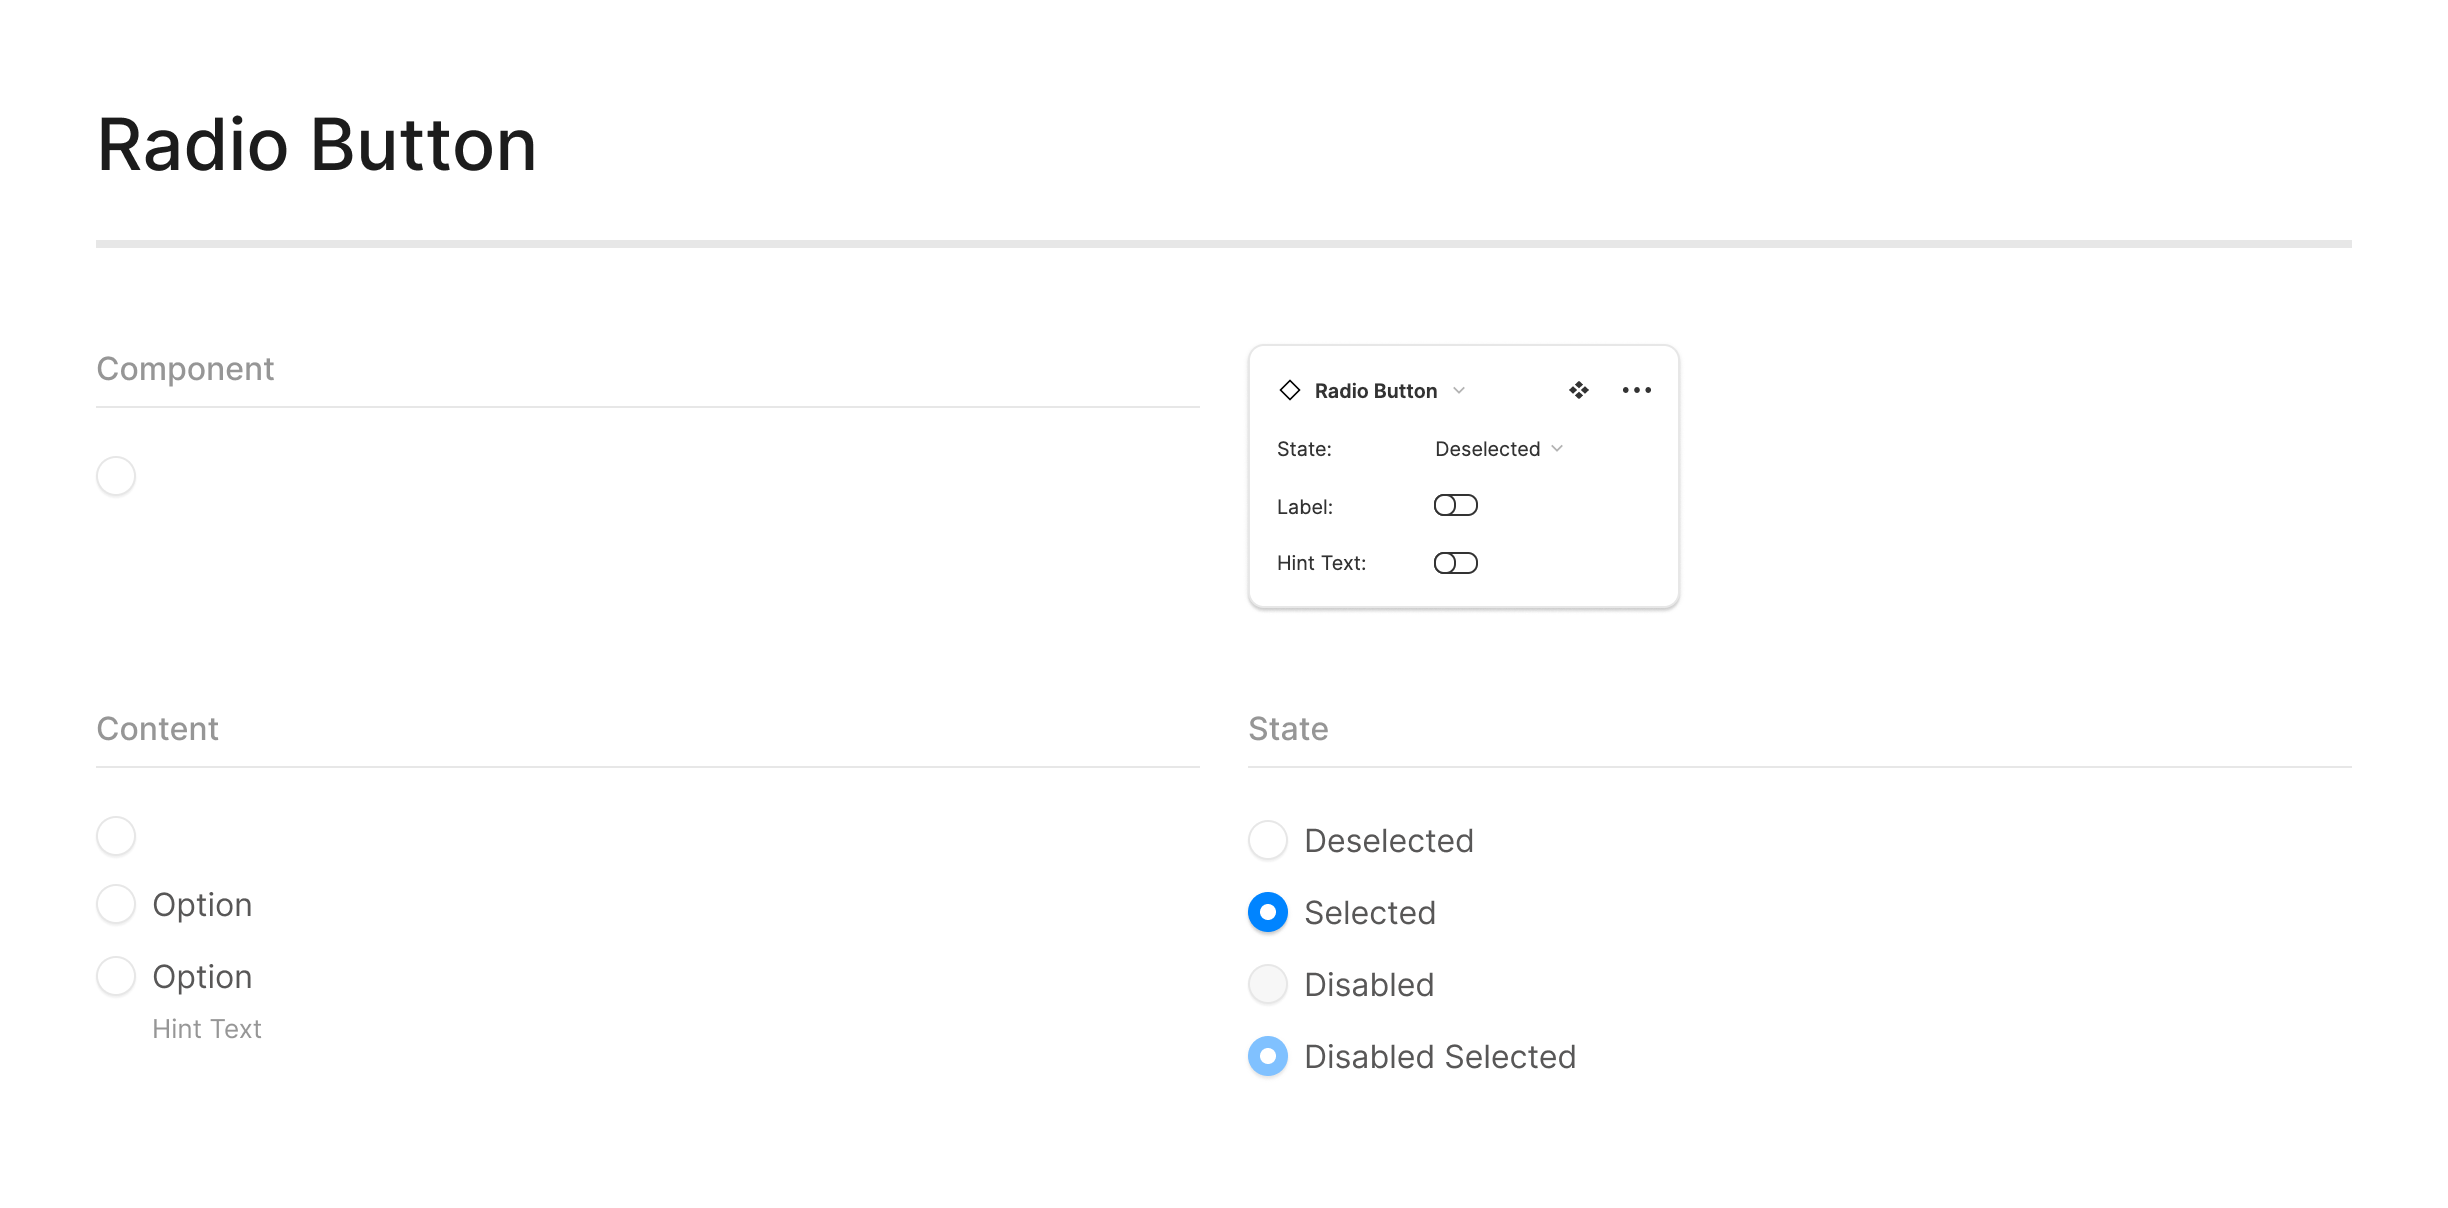 Radio Button
Component
Radio Button
State: Deselected
Label:
Hint Text:
Content
Option
Option
Hint Text
State
Deselected
Selected
Disabled
Disabled Selected